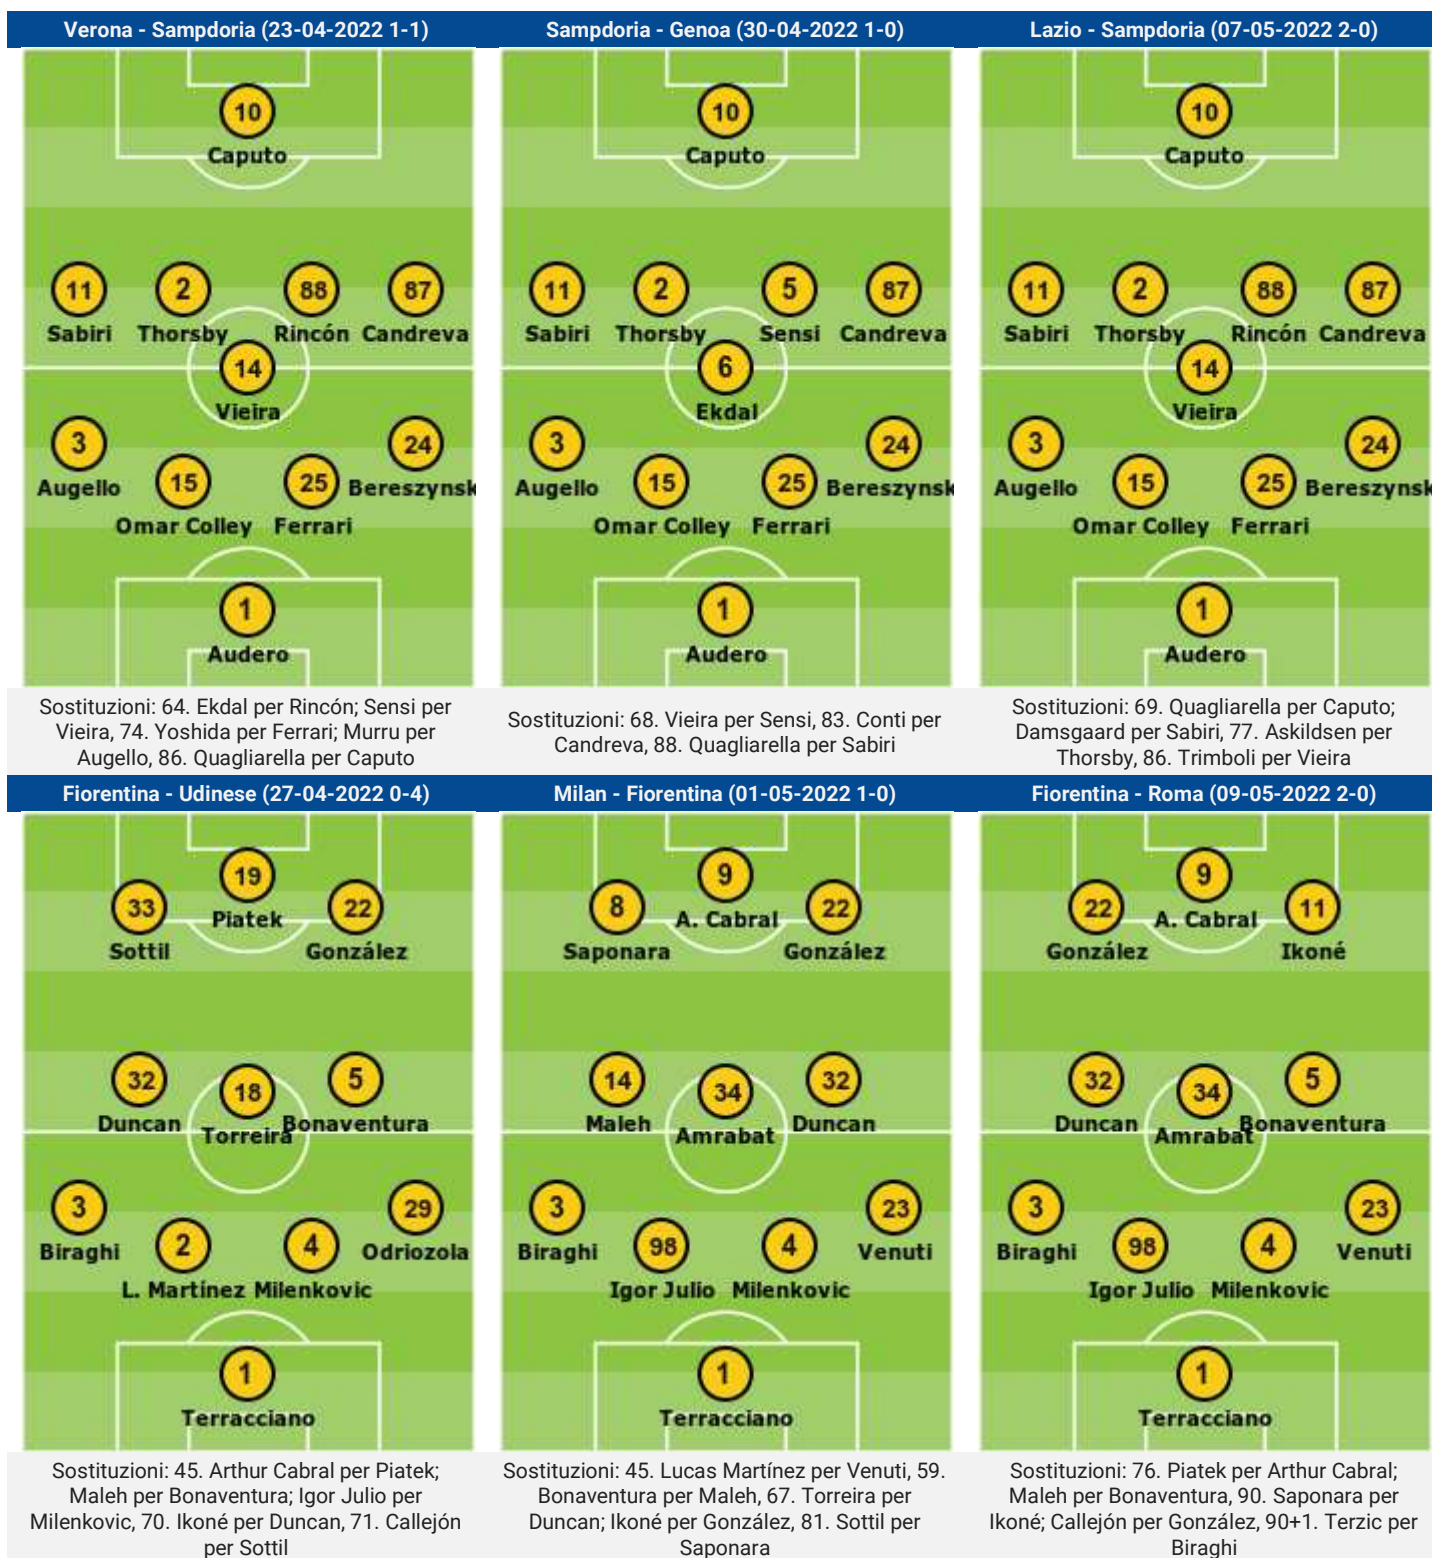 Verona - Sampdoria (23-04-2022 1-1)
10
Caputo
11 2 88 87
Sabiri Thorsby Rincón Candreva
14
Vieira
3 24
Augello 15 25 Bereszynsk
Omar Colley Ferrari
1
Audero
Sostituzioni: 64. Ekdal per Rincón; Sensi per
Vieira, 74. Yoshida per Ferrari; Murru per
Augello, 86. Quagliarella per Caputo
Sampdoria - Genoa (30-04-2022 1-0)
10
Caputo
11 2 5 87
Sabiri Thorsby Sensi Candreva
6
Ekdal
3 24
Augello 15 25 Bereszynsk
Omar Colley Ferrari
1
Audero
Sostituzioni: 68. Vieira per Sensi, 83. Conti per
Candreva, 88. Quagliarella per Sabiri
Lazio - Sampdoria (07-05-2022 2-0)
10
Caputo
11 2 88 87
Sabiri Thorsby Rincón Candreva
14
Vieira
3 24
Augello 15 25 Bereszynsk
Omar Colley Ferrari
1
Audero
Sostituzioni: 69. Quagliarella per Caputo;
Damsgaard per Sabiri, 77. Askildsen per
Thorsby, 86. Trimboli per Vieira
Fiorentina - Udinese (27-04-2022 0-4)
19
33 Piatek 22
Sottil González
32 18 5
Duncan Torreira Bonaventura
3 29
Biraghi 2 4 Odriozola
L. Martínez Milenkovic
1
Terracciano
Sostituzioni: 45. Arthur Cabral per Piatek;
Maleh per Bonaventura; Igor Julio per
Milenkovic, 70. Ikoné per Duncan, 71. Callejón
per Sottil
Milan - Fiorentina (01-05-2022 1-0)
9
8 A. Cabral 22
Saponara González
14 34 32
Maleh Amrabat Duncan
3 23
Biraghi 98 4 Venuti
Igor Julio Milenkovic
1
Terracciano
Sostituzioni: 45. Lucas Martínez per Venuti, 59.
Bonaventura per Maleh, 67. Torreira per
Duncan; Ikoné per González, 81. Sottil per
Saponara
Fiorentina - Roma (09-05-2022 2-0)
9
22 A. Cabral 11
González Ikoné
32 34 5
Duncan Amrabat Bonaventura
3 23
Biraghi 98 4 Venuti
Igor Julio Milenkovic
1
Terracciano
Sostituzioni: 76. Piatek per Arthur Cabral;
Maleh per Bonaventura, 90. Saponara per
Ikoné; Callejón per González, 90+1. Terzic per
Biraghi